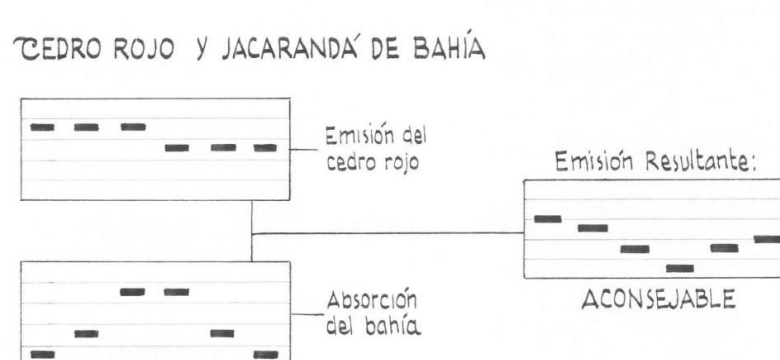 CEDRO ROJO Y JACARANDÁ DE BAHÍA
Emisión del
cedro rojo
Emisión Resultante:
Absorción
del bahía
ACONSEJABLE